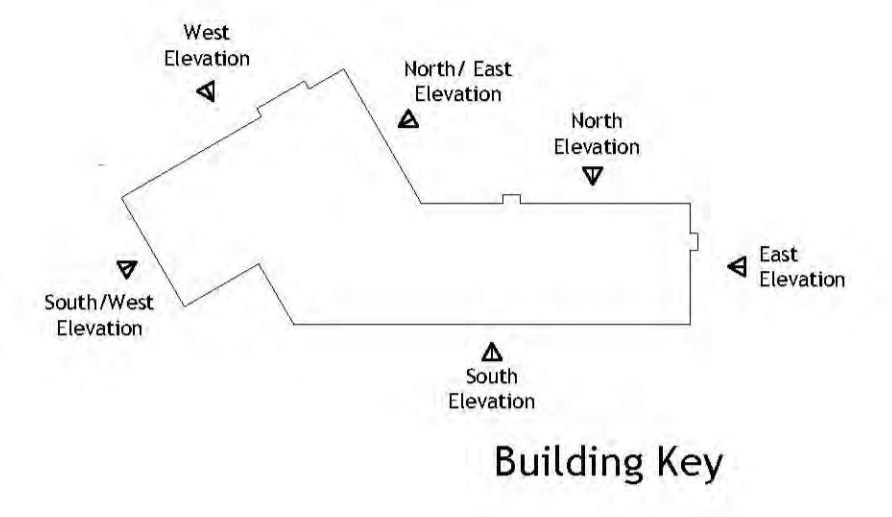 West
Elevation
North/ East
Elevation
North
Elevation
East
Elevation
South/West
Elevation
South
Elevation
Building Key